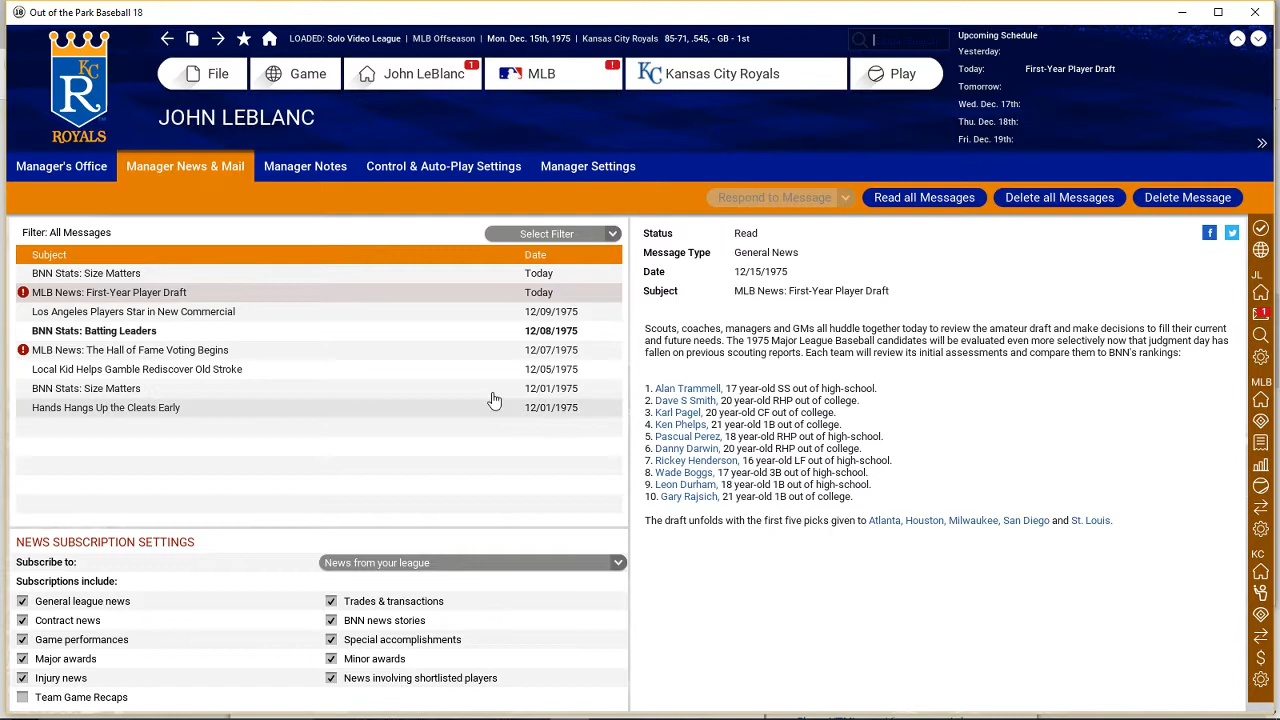 Out of the Park Baseball 18
LOADED: Solo Video League | MLB Offseason | Mon. Dec. 15th, 1975 | Kansas City Royals 85-71, .545, - GB - 1st
Upcoming Schedule
Yesterday:
Today: First-Year Player Draft
Tomorrow:
Wed. Dec. 17th:
Thu. Dec. 18th:
Fri. Dec. 19th:
File
Game
John LeBlanc 1
MLB !
KC Kansas City Royals
Play
KC
R
ROYALS
JOHN LEBLANC
Manager's Office
Manager News & Mail
Manager Notes
Control & Auto-Play Settings
Manager Settings
Respond to Message
Read all Messages
Delete all Messages
Delete Message
Filter: All Messages
Select Filter
Subject Date
BNN Stats: Size Matters Today
MLB News: First-Year Player Draft Today
Los Angeles Players Star in New Commercial 12/09/1975
BNN Stats: Batting Leaders 12/08/1975
MLB News: The Hall of Fame Voting Begins 12/07/1975
Local Kid Helps Gamble Rediscover Old Stroke 12/05/1975
BNN Stats: Size Matters 12/01/1975
Hands Hangs Up the Cleats Early 12/01/1975
NEWS SUBSCRIPTION SETTINGS
Subscribe to: News from your league
Subscriptions include:
General league news Trades & transactions
Contract news BNN news stories
Game performances Special accomplishments
Major awards Minor awards
Injury news News involving shortlisted players
Team Game Recaps
Status Read
Message Type General News
Date 12/15/1975
Subject MLB News: First-Year Player Draft
Scouts, coaches, managers and GMs all huddle together today to review the amateur draft and make decisions to fill their current
and future needs. The 1975 Major League Baseball candidates will be evaluated even more selectively now that judgment day has
fallen on previous scouting reports. Each team will review its initial assessments and compare them to BNN's rankings:
1. Alan Trammell, 17 year-old SS out of high-school.
2. Dave S Smith, 20 year-old RHP out of college.
3. Karl Pagel, 20 year-old CF out of college.
4. Ken Phelps, 21 year-old 1B out of college.
5. Pascual Perez, 18 year-old RHP out of high-school.
6. Danny Darwin, 20 year-old RHP out of college.
7. Rickey Henderson, 16 year-old LF out of high-school.
8. Wade Boggs, 17 year-old 3B out of high-school.
9. Leon Durham, 18 year-old 1B out of high-school.
10. Gary Rajsich, 21 year-old 1B out of college.
The draft unfolds with the first five picks given to Atlanta, Houston, Milwaukee, San Diego and St. Louis.
JL
1
MLB
KC
$